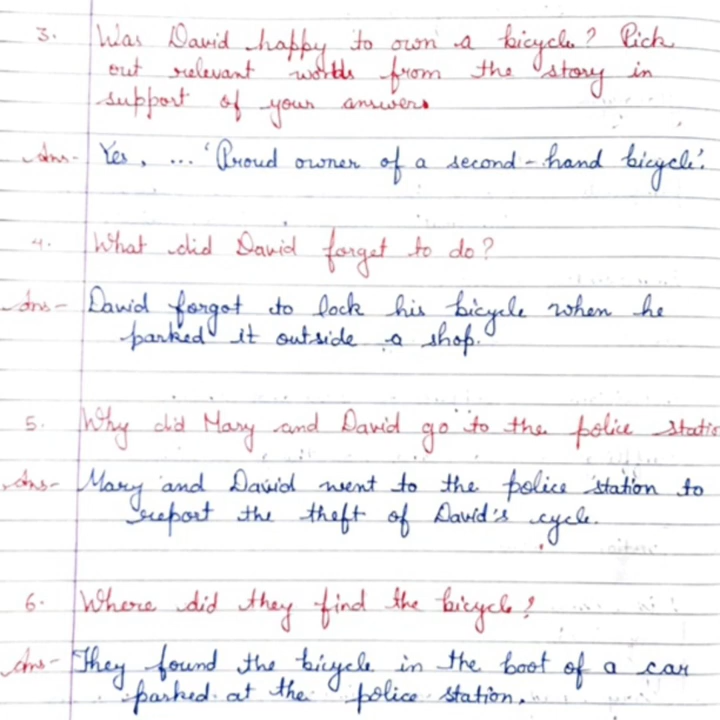 3. Was David happy to own a bicycle? Pick
out relevant words from the story in
support of your answer.
Ans- Yes, ... 'Proud owner of a second-hand bicycle'.
4. What did David forget to do?
Ans- David forgot to lock his bicycle when he
parked it outside a shop.
5. Why did Mary and David go to the police statio
Ans- Mary and David went to the police station to
report the theft of David's cycle.
6. Where did they find the bicycle?
Ans- They found the bicycle in the boot of a car
parked at the police station.